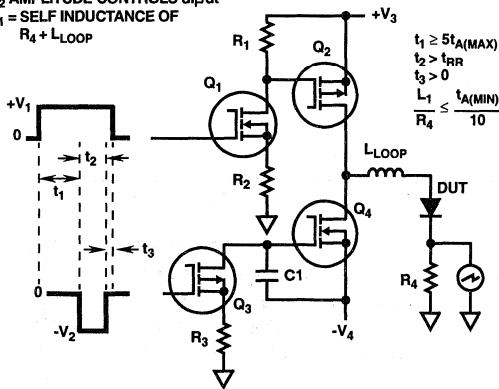 2 AMPLITUDE CONTROLS dIF/dt
1 = SELF INDUCTANCE OF
R4 + LLOOP
+V3
R1
Q2
t1 ≥ 5tA(MAX)
t2 > tRR
t3 > 0
L1/R4 ≤ tA(MIN)/10
Q1
+V1
0
t2
t1
R2
LLOOP
DUT
Q4
t3
C1
R4
0
Q3
-V2
R3
-V4